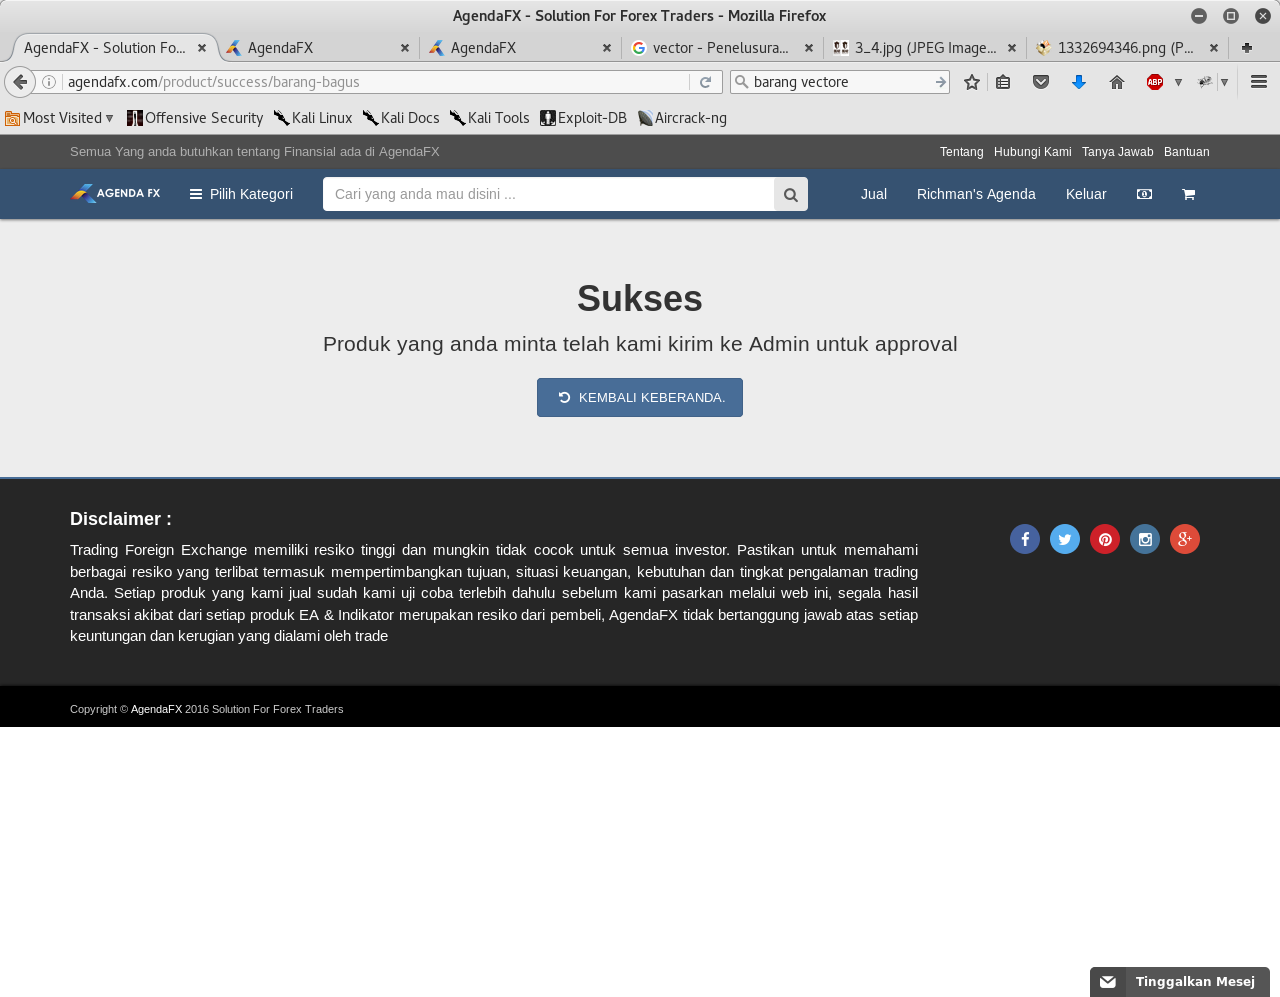 AgendaFX - Solution For Forex Traders - Mozilla Firefox
AgendaFX - Solution Fo... AgendaFX AgendaFX vector - Penelusura... 3_4.jpg (JPEG Image... 1332694346.png (P...
agendafx.com/product/success/barang-bagus barang vectore ABP
Most Visited Offensive Security Kali Linux Kali Docs Kali Tools Exploit-DB Aircrack-ng
Semua Yang anda butuhkan tentang Finansial ada di AgendaFX Tentang Hubungi Kami Tanya Jawab Bantuan
AGENDA FX Pilih Kategori Cari yang anda mau disini ... Jual Richman's Agenda Keluar
Sukses
Produk yang anda minta telah kami kirim ke Admin untuk approval
KEMBALI KEBERANDA.
Disclaimer :
Trading Foreign Exchange memiliki resiko tinggi dan mungkin tidak cocok untuk semua investor. Pastikan untuk memahami
berbagai resiko yang terlibat termasuk mempertimbangkan tujuan, situasi keuangan, kebutuhan dan tingkat pengalaman trading
Anda. Setiap produk yang kami jual sudah kami uji coba terlebih dahulu sebelum kami pasarkan melalui web ini, segala hasil
transaksi akibat dari setiap produk EA & Indikator merupakan resiko dari pembeli, AgendaFX tidak bertanggung jawab atas setiap
keuntungan dan kerugian yang dialami oleh trade
Copyright © AgendaFX 2016 Solution For Forex Traders
Tinggalkan Mesej